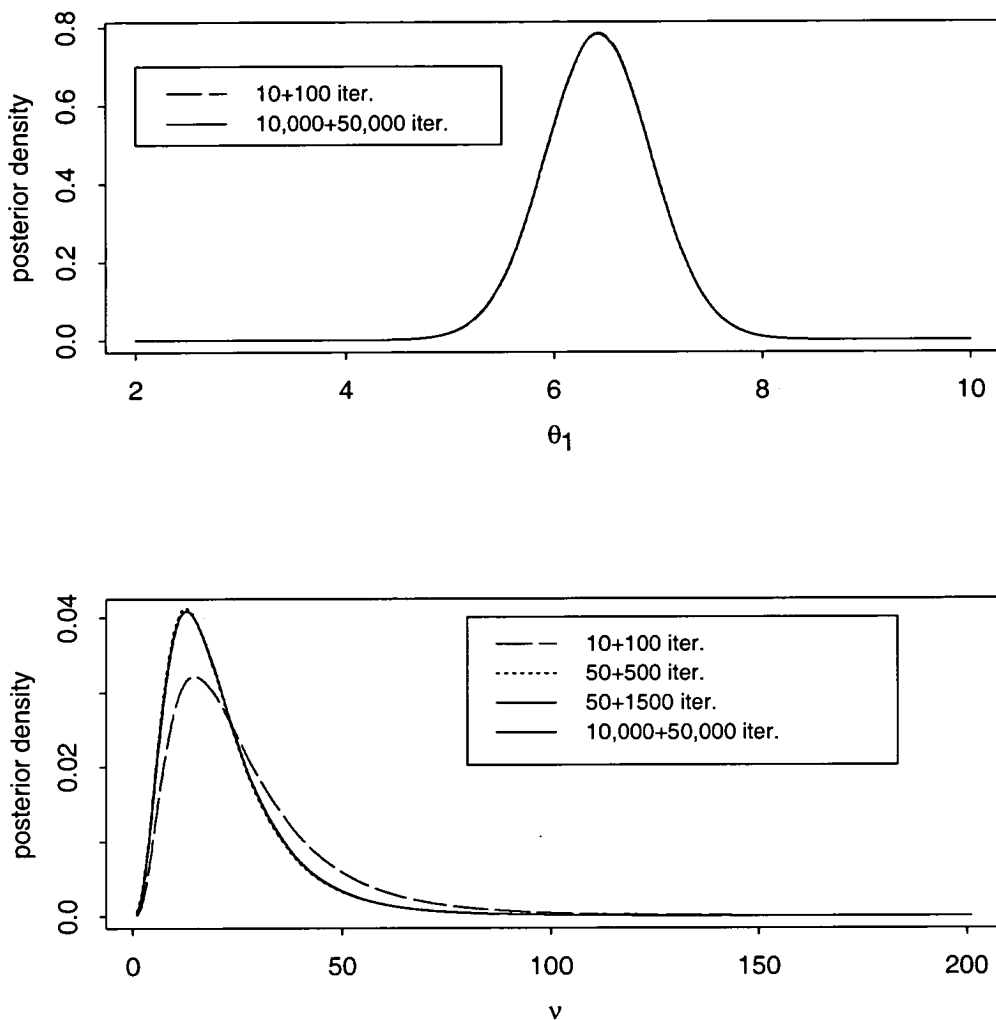 posterior density
0.8
0.6
0.4
0.2
0.0
10+100 iter.
10,000+50,000 iter.
2 4 6 8 10
θ1
posterior density
0.04
0.02
0.0
10+100 iter.
50+500 iter.
50+1500 iter.
10,000+50,000 iter.
0 50 100 150 200
ν